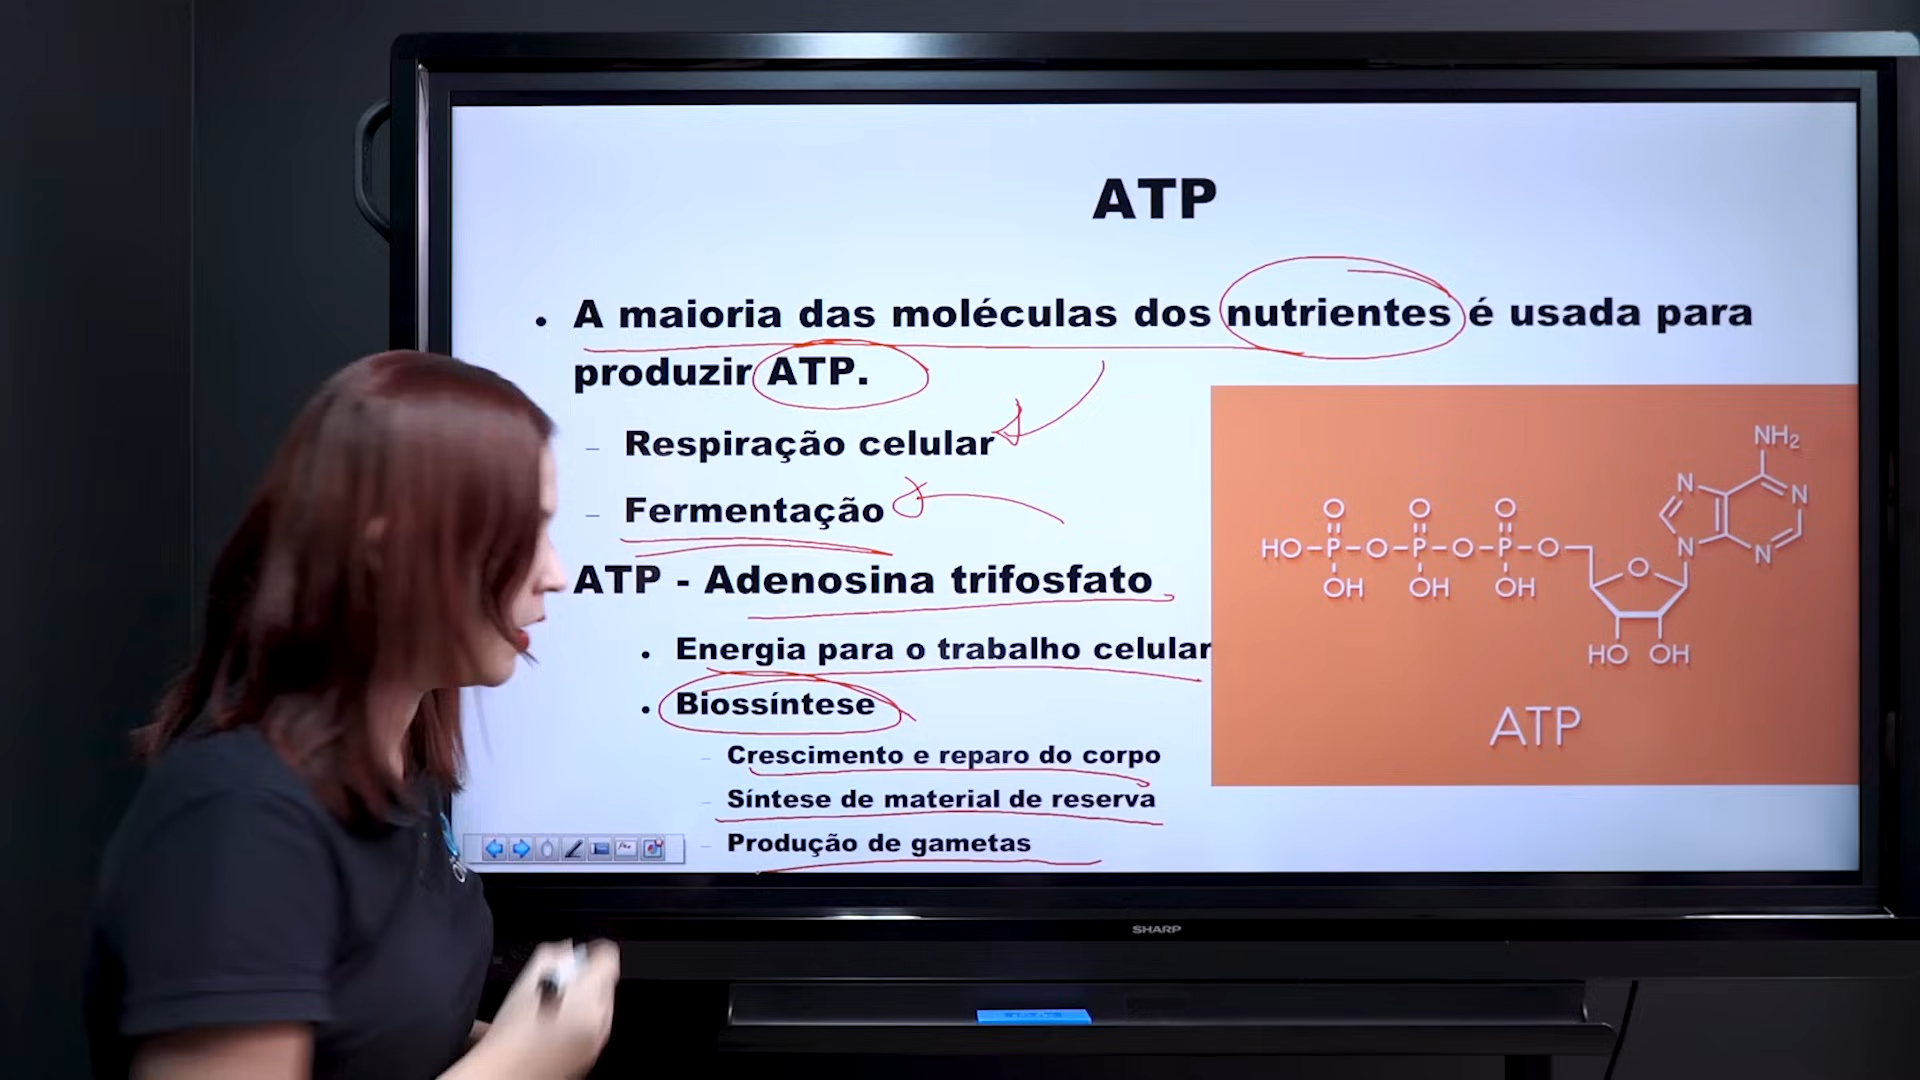 ATP
• A maioria das moléculas dos nutrientes é usada para
produzir ATP.
– Respiração celular
– Fermentação
ATP - Adenosina trifosfato
• Energia para o trabalho celular
• Biossíntese
– Crescimento e reparo do corpo
– Síntese de material de reserva
– Produção de gametas
NH₂
N N
O O O
HO-P-O-P-O-P-O N N
O
OH OH OH
HO OH
ATP
SHARP